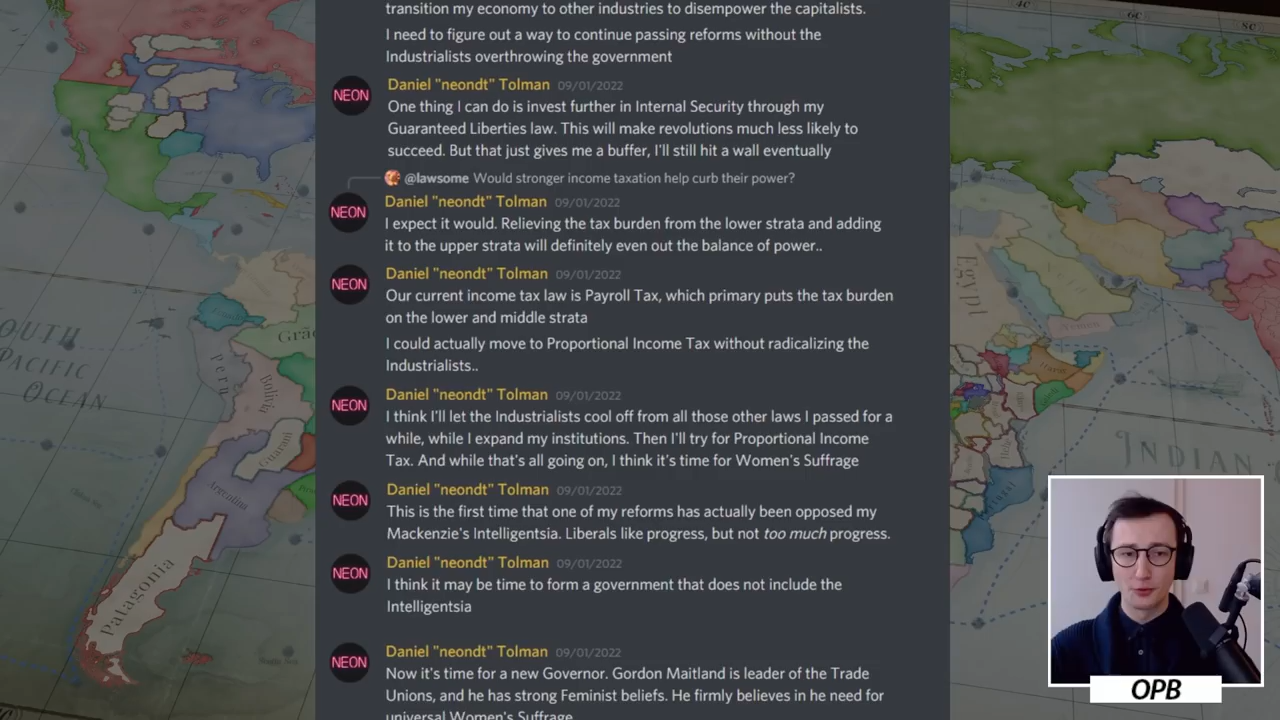 transition my economy to other industries to disempower the capitalists.
I need to figure out a way to continue passing reforms without the
Industrialists overthrowing the government
NEON
Daniel "neondt" Tolman 09/01/2022
One thing I can do is invest further in Internal Security through my
Guaranteed Liberties law. This will make revolutions much less likely to
succeed. But that just gives me a buffer, I'll still hit a wall eventually
@lawsome Would stronger income taxation help curb their power?
NEON
Daniel "neondt" Tolman 09/01/2022
I expect it would. Relieving the tax burden from the lower strata and adding
it to the upper strata will definitely even out the balance of power..
NEON
Daniel "neondt" Tolman 09/01/2022
Our current income tax law is Payroll Tax, which primary puts the tax burden
on the lower and middle strata
I could actually move to Proportional Income Tax without radicalizing the
Industrialists..
NEON
Daniel "neondt" Tolman 09/01/2022
I think I'll let the Industrialists cool off from all those other laws I passed for a
while, while I expand my institutions. Then I'll try for Proportional Income
Tax. And while that's all going on, I think it's time for Women's Suffrage
NEON
Daniel "neondt" Tolman 09/01/2022
This is the first time that one of my reforms has actually been opposed my
Mackenzie's Intelligentsia. Liberals like progress, but not too much progress.
NEON
Daniel "neondt" Tolman 09/01/2022
I think it may be time to form a government that does not include the
Intelligentsia
NEON
Daniel "neondt" Tolman 09/01/2022
Now it's time for a new Governor. Gordon Maitland is leader of the Trade
Unions, and he has strong Feminist beliefs. He firmly believes in he need for
universal Women's Suffrage
SOUTH
PACIFIC
OCEAN
Peru
Bolivia
Guarani
Argentina
Patagonia
Egypt
INDIAN
OPB